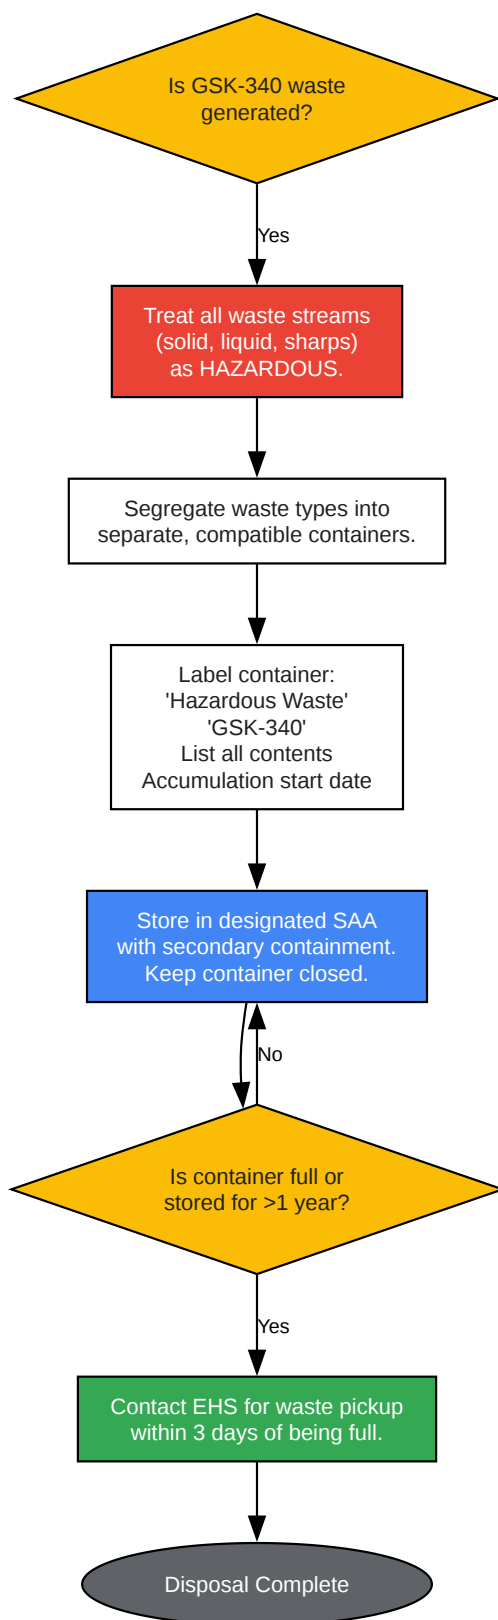 Is GSK-340 waste
generated?
Yes
Treat all waste streams
(solid, liquid, sharps)
as HAZARDOUS.
Segregate waste types into
separate, compatible containers.
Label container:
'Hazardous Waste'
'GSK-340'
List all contents
Accumulation start date
Store in designated SAA
with secondary containment.
Keep container closed.
No
Is container full or
stored for >1 year?
Yes
Contact EHS for waste pickup
within 3 days of being full.
Disposal Complete